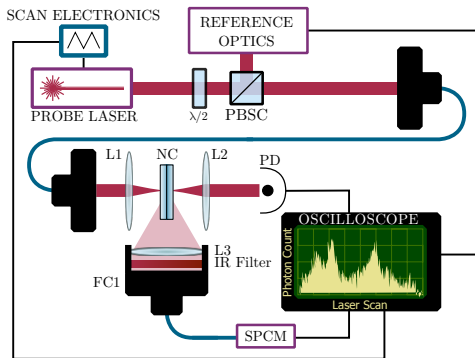 SCAN ELECTRONICS
REFERENCE
OPTICS
PROBE LASER
λ/2
PBSC
L1
NC
L2
PD
OSCILLOSCOPE
L3
IR Filter
FC1
Photon Count
Laser Scan
SPCM